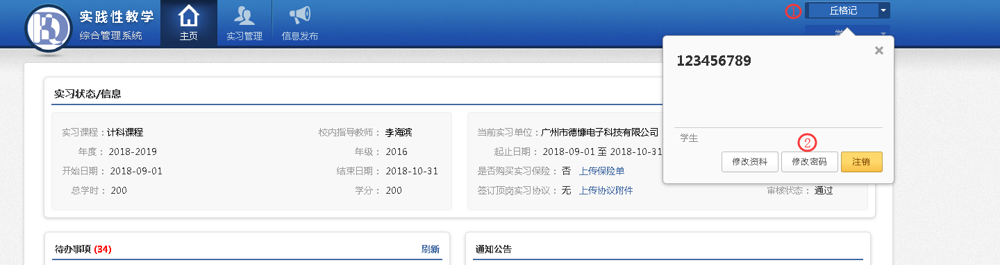 实践性教学
综合管理系统
主页
实习管理
信息发布
①
丘格记
学
123456789
学生
②
修改资料
修改密码
注销
实习状态/信息
实习课程：计科课程
校内指导教师： 李海滨
年度： 2018-2019
年级： 2016
开始日期： 2018-09-01
结束日期： 2018-10-31
总学时： 200
学分： 200
当前实习单位：广州市德慷电子科技有限公司
起止日期： 2018-09-01 至 2018-10-31
是否购买实习保险： 否 上传保险单
签订顶岗实习协议： 无 上传协议附件
审核状态： 通过
待办事项 (34)
刷新
通知公告